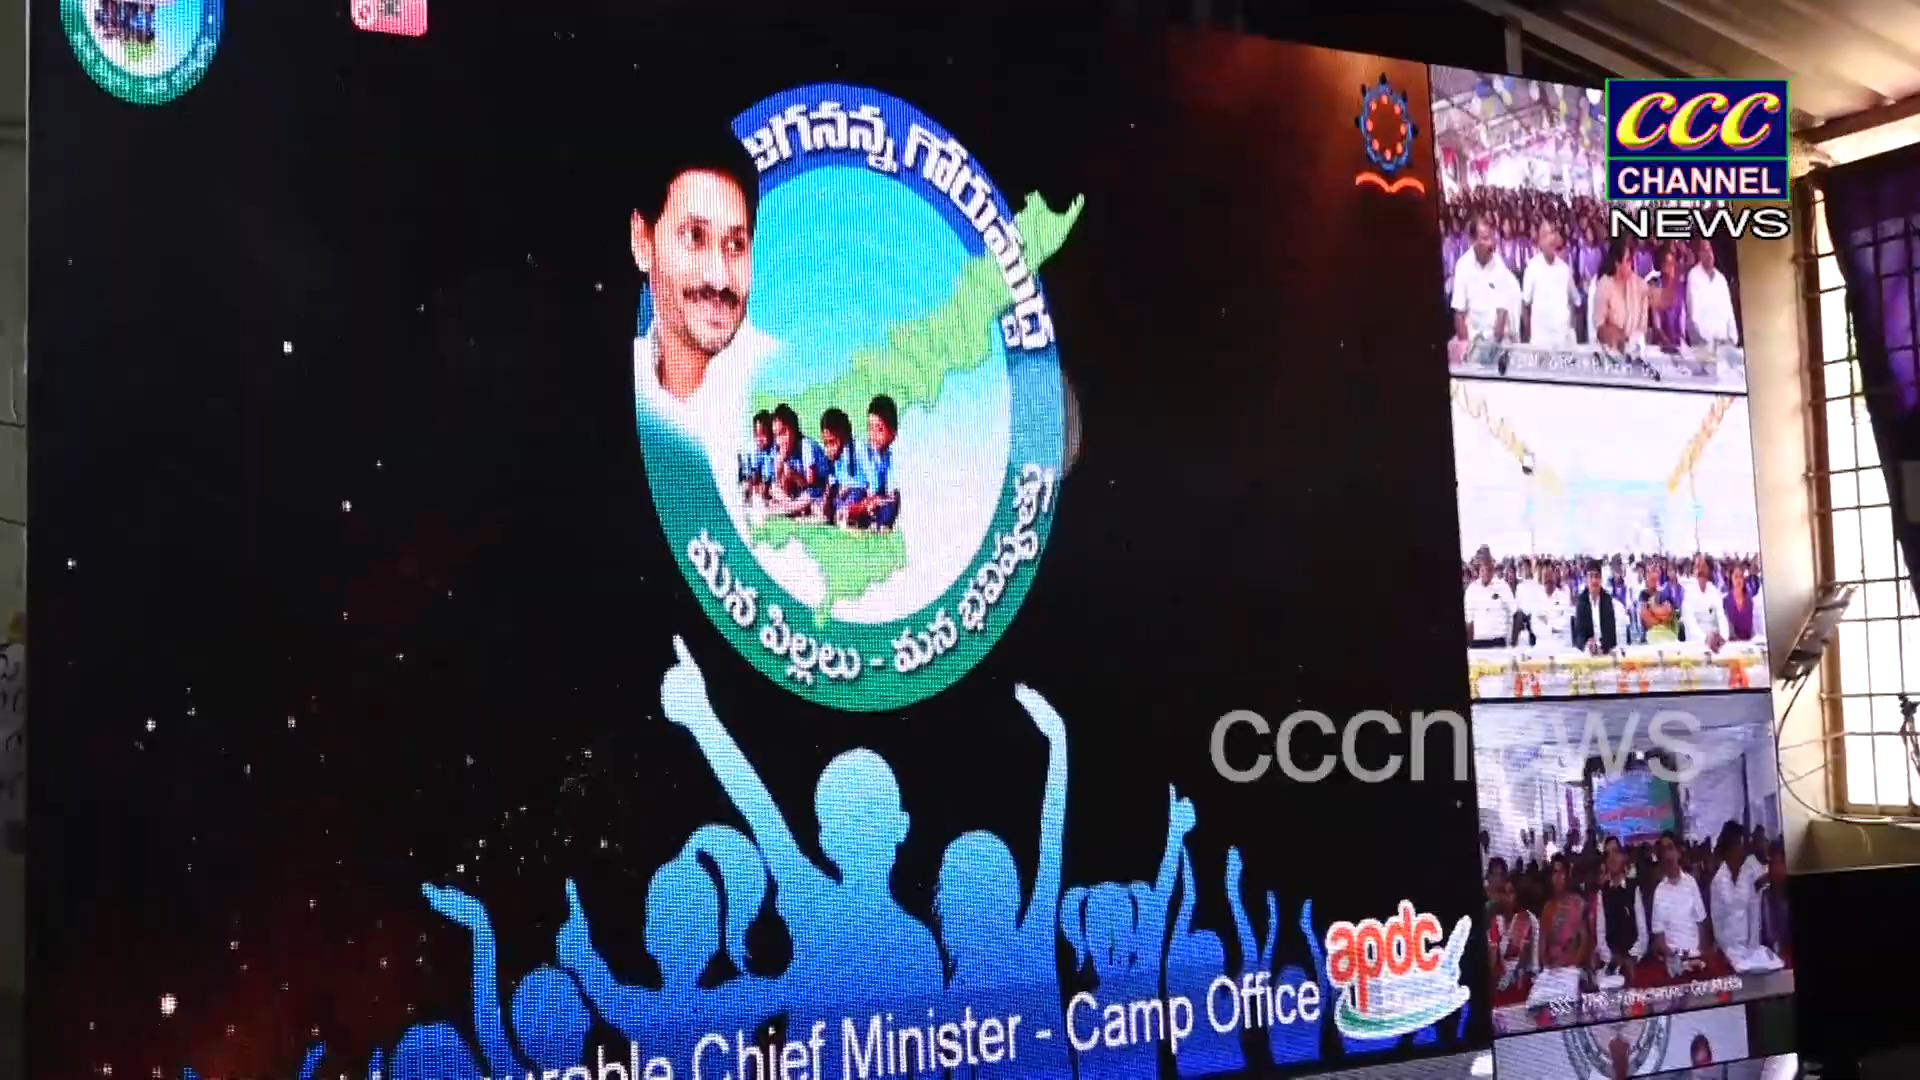 CCC
CHANNEL
NEWS
జగనన్న గోరుముద్ద
మన పిల్లలు - మన భవిష్యత్తు
cccnews
apdc
Chief Minister - Camp Office